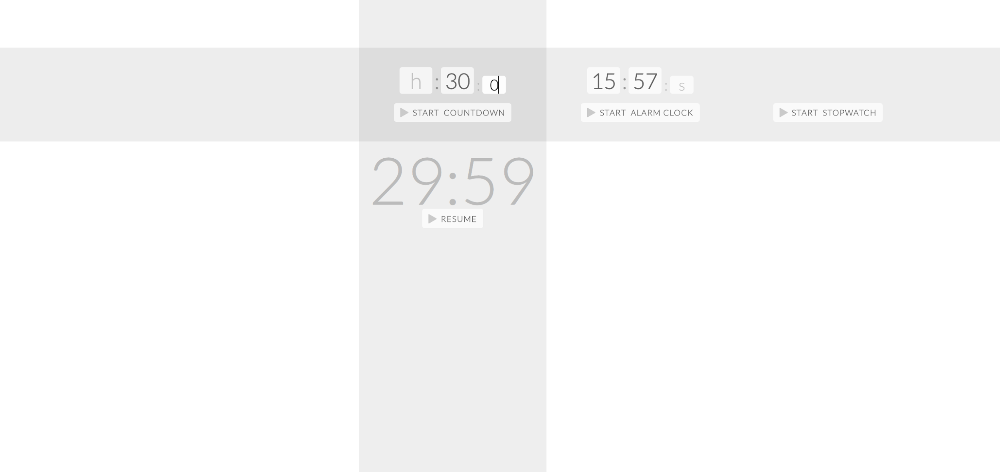 h : 30 : 0
START COUNTDOWN
15 : 57 : s
START ALARM CLOCK
START STOPWATCH
29:59
RESUME